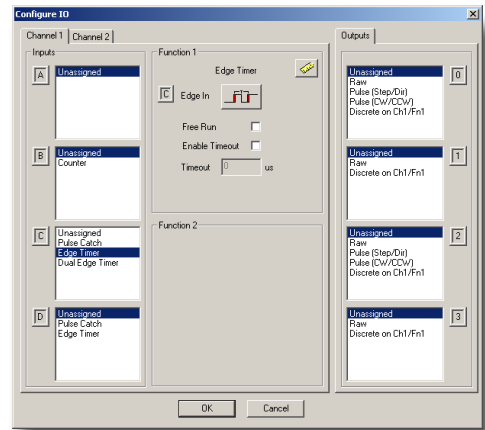 Configure IO
Channel 1
Channel 2
Inputs
A
Unassigned
B
Unassigned
Counter
C
Unassigned
Pulse Catch
Edge Timer
Dual Edge Timer
D
Unassigned
Pulse Catch
Edge Timer
Function 1
Edge Timer
C Edge In
Free Run
Enable Timeout
Timeout 0 us
Function 2
Outputs
Unassigned
Raw
Pulse (Step/Dir)
Pulse (CW/CCW)
Discrete on Ch1/Fn1
0
Unassigned
Raw
Discrete on Ch1/Fn1
1
Unassigned
Raw
Pulse (Step/Dir)
Pulse (CW/CCW)
Discrete on Ch1/Fn1
2
Unassigned
Raw
Discrete on Ch1/Fn1
3
OK
Cancel